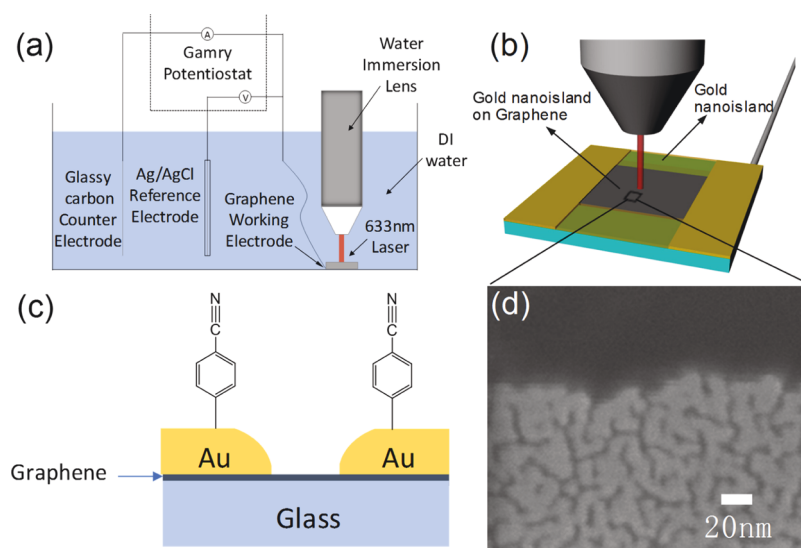 (a)
A
Gamry
Potentiostat
V
Water
Immersion
Lens
DI
water
Glassy
carbon
Counter
Electrode
Ag/AgCl
Reference
Electrode
Graphene
Working
Electrode
633nm
Laser
(b)
Gold nanoisland
on Graphene
Gold
nanoisland
(c)
N
C
N
C
Au
Au
Graphene
Glass
(d)
20nm